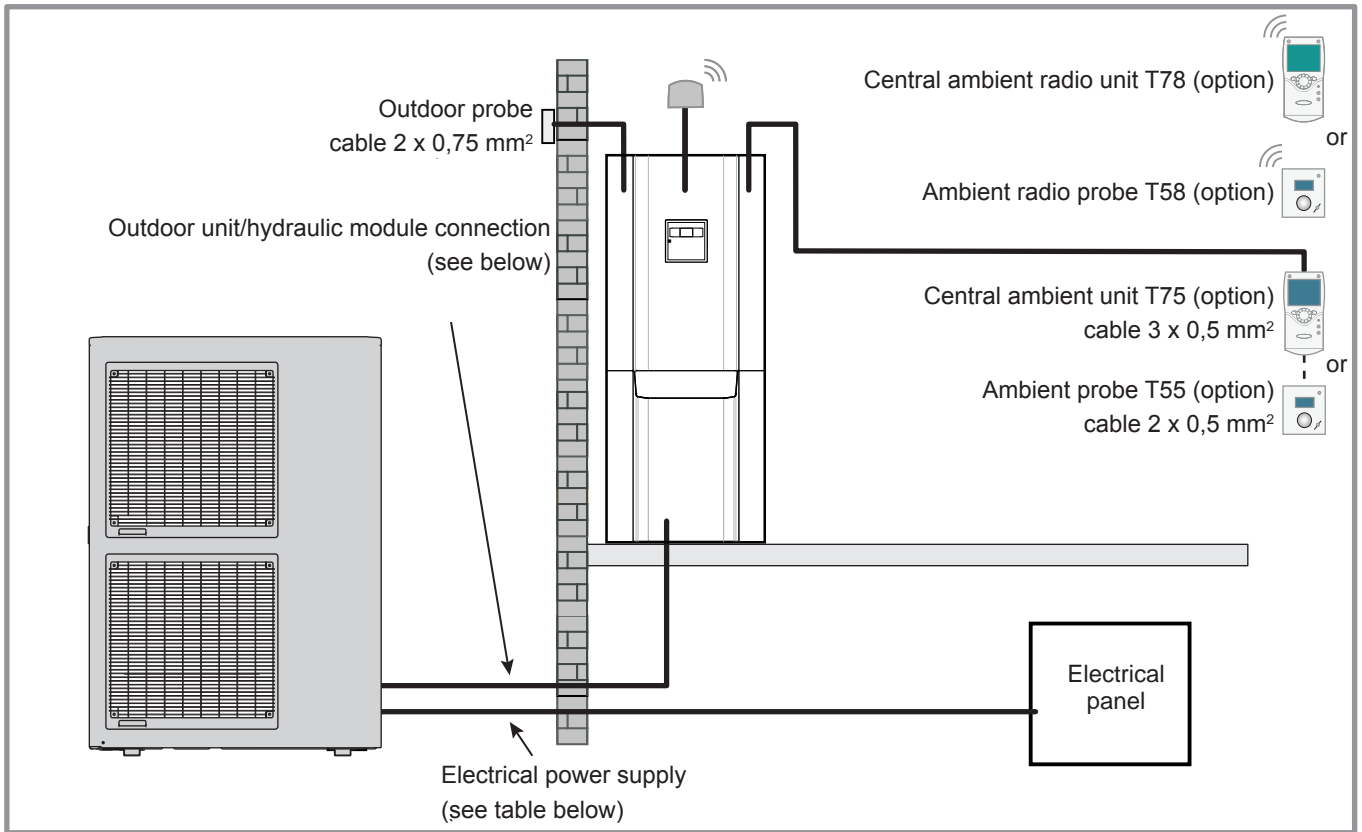 Outdoor probe
cable 2 x 0,75 mm²
Outdoor unit/hydraulic module connection
(see below)
Central ambient radio unit T78 (option)
or
Ambient radio probe T58 (option)
Central ambient unit T75 (option)
cable 3 x 0,5 mm²
or
Ambient probe T55 (option)
cable 2 x 0,5 mm²
Electrical
panel
Electrical power supply
(see table below)